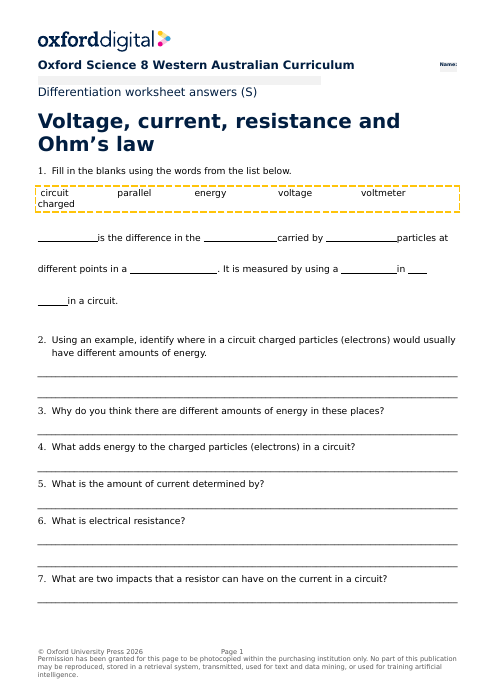 oxforddigital
Oxford Science 8 Western Australian Curriculum
Name:
Differentiation worksheet answers (S)
Voltage, current, resistance and
Ohm's law
1. Fill in the blanks using the words from the list below.
circuit parallel energy voltage voltmeter
charged
____________is the difference in the ______________carried by ______________particles at
different points in a _________________. It is measured by using a ___________in ____
______in a circuit.
2. Using an example, identify where in a circuit charged particles (electrons) would usually
have different amounts of energy.
3. Why do you think there are different amounts of energy in these places?
4. What adds energy to the charged particles (electrons) in a circuit?
5. What is the amount of current determined by?
6. What is electrical resistance?
7. What are two impacts that a resistor can have on the current in a circuit?
© Oxford University Press 2026 Page 1
Permission has been granted for this page to be photocopied within the purchasing institution only. No part of this publication
may be reproduced, stored in a retrieval system, transmitted, used for text and data mining, or used for training artificial
intelligence.